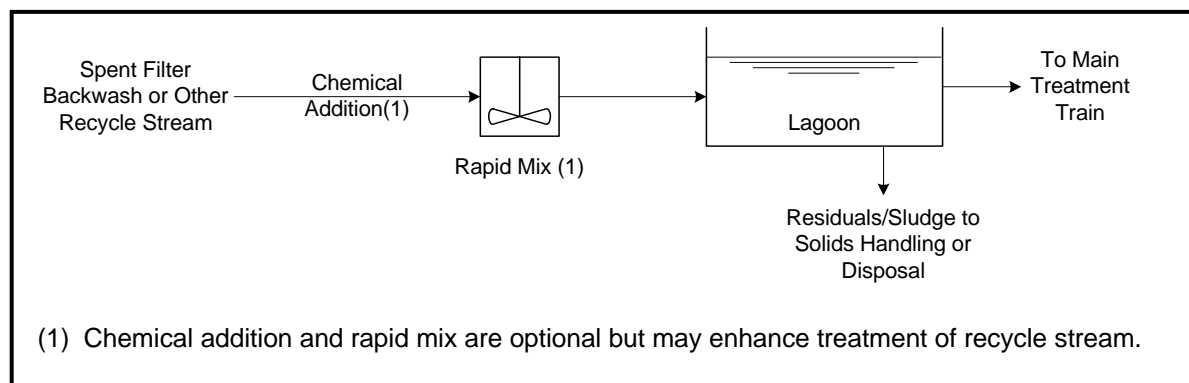 Spent Filter
Backwash or Other
Recycle Stream
Chemical
Addition(1)
Rapid Mix (1)
Lagoon
To Main
Treatment
Train
Residuals/Sludge to
Solids Handling or
Disposal
(1) Chemical addition and rapid mix are optional but may enhance treatment of recycle stream.